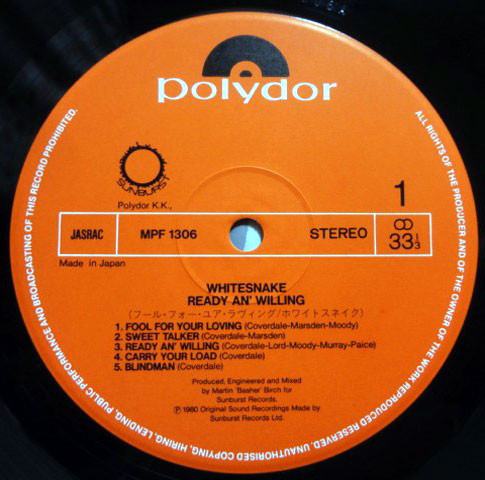 polydor
SUNBURST
Polydor K.K.,
1
JASRAC
MPF 1306
STEREO
33 1/3
Made in Japan
WHITESNAKE
READY AN' WILLING
(フール・フォー・ユア・ラヴィング/ホワイトスネイク)
1. FOOL FOR YOUR LOVING (Coverdale-Marsden-Moody)
2. SWEET TALKER (Coverdale-Marsden)
3. READY AN' WILLING (Coverdale-Lord-Moody-Murray-Paice)
4. CARRY YOUR LOAD (Coverdale)
5. BLINDMAN (Coverdale)
Produced, Engineered and Mixed
by Martin 'Basher' Birch for
Sunburst Records.
Ⓟ 1980 Original Sound Recordings Made by
Sunburst Records Ltd.
ALL RIGHTS OF THE PRODUCER AND OF THE OWNER OF THE WORK REPRODUCED RESERVED. UNAUTHORISED COPYING, HIRING, LENDING, PUBLIC PERFORMANCE AND BROADCASTING OF THIS RECORD PROHIBITED.